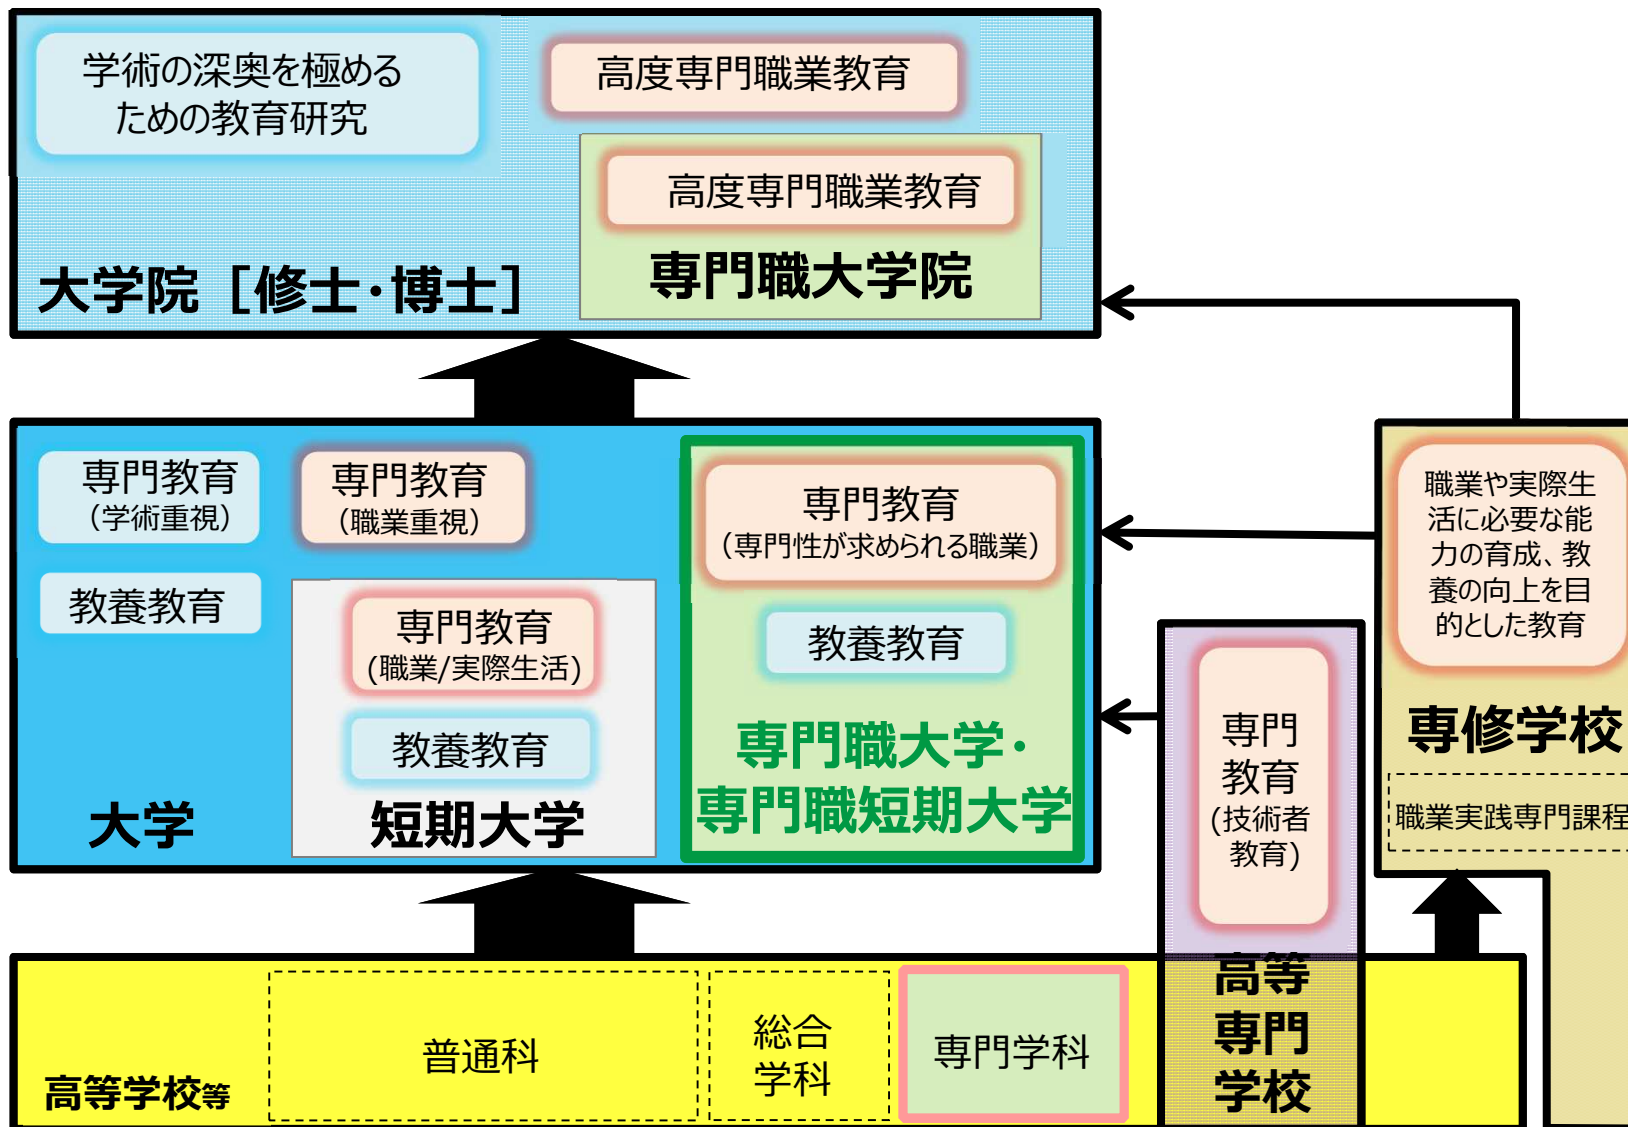 学術の深奥を極める
ための教育研究
高度専門職業教育
高度専門職業教育
専門職大学院
大学院［修士・博士］
専門教育
（学術重視）
教養教育
専門教育
（職業重視）
専門教育
(職業/実際生活)
教養教育
専門教育
（専門性が求められる職業）
教養教育
専門職大学・
専門職短期大学
大学
短期大学
職業や実際生
活に必要な能
力の育成、教
養の向上を目
的とした教育
専修学校
職業実践専門課程
専門
教育
(技術者
教育)
高等
専門
学校
高等学校等
普通科
総合
学科
専門学科